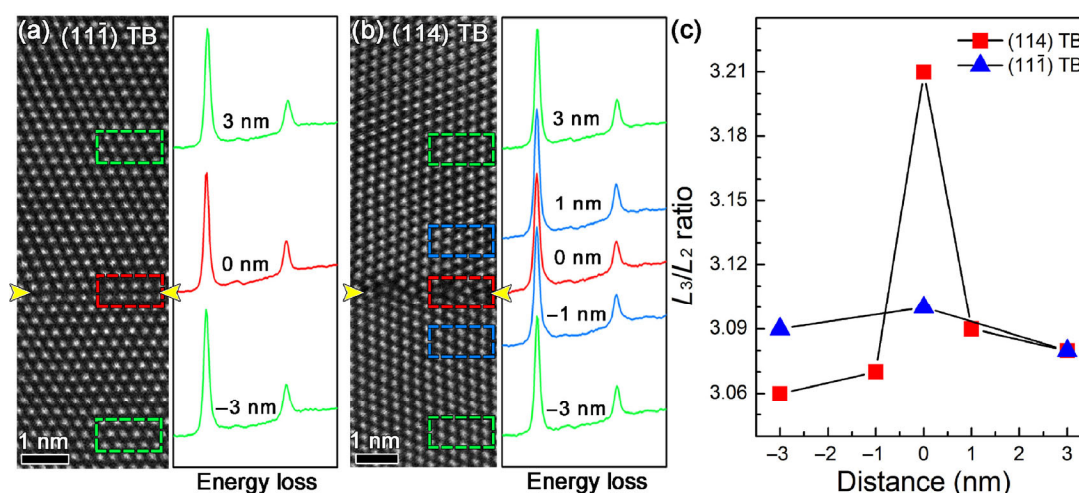 (a) (111̄) TB
3 nm
0 nm
−3 nm
1 nm
Energy loss
(b) (114) TB
3 nm
1 nm
0 nm
−1 nm
−3 nm
1 nm
Energy loss
(c)
(114) TB
(111̄) TB
L3/L2 ratio
3.21
3.18
3.15
3.12
3.09
3.06
−3 −2 −1 0 1 2 3
Distance (nm)